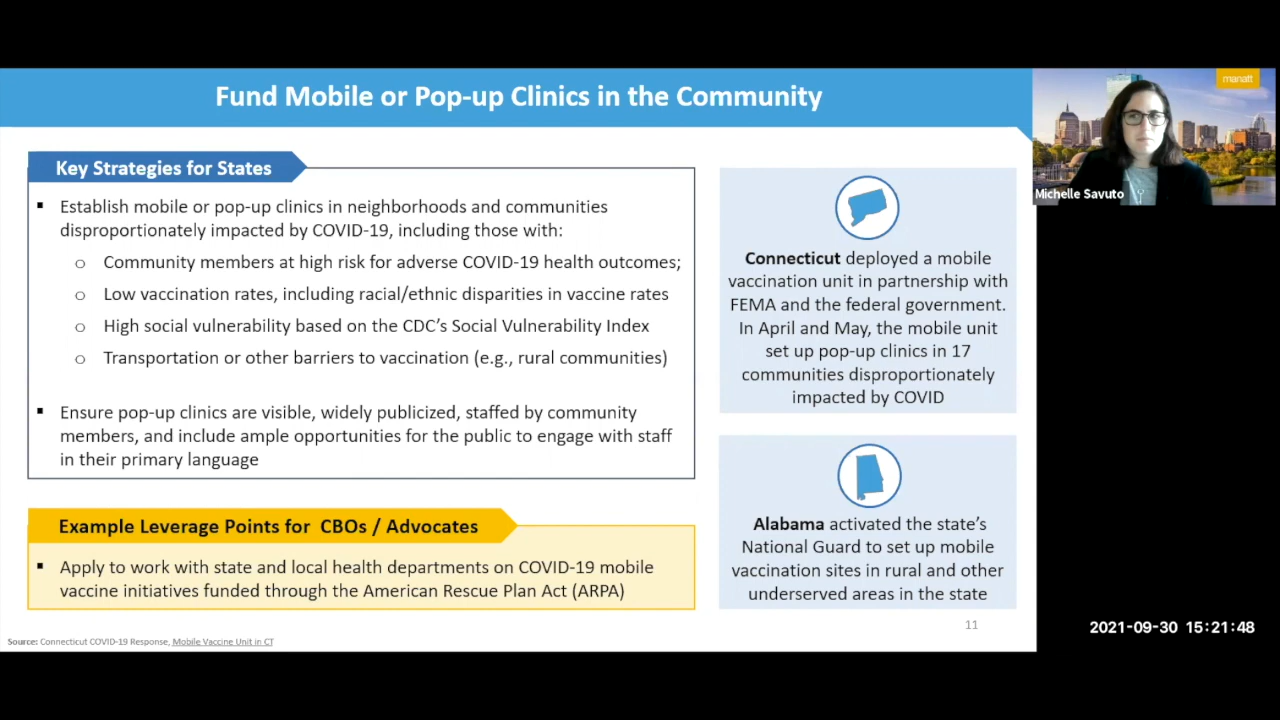 Fund Mobile or Pop-up Clinics in the Community
manatt
Michelle Savuto
Key Strategies for States
▪ Establish mobile or pop-up clinics in neighborhoods and communities
disproportionately impacted by COVID-19, including those with:
o Community members at high risk for adverse COVID-19 health outcomes;
o Low vaccination rates, including racial/ethnic disparities in vaccine rates
o High social vulnerability based on the CDC's Social Vulnerability Index
o Transportation or other barriers to vaccination (e.g., rural communities)
▪ Ensure pop-up clinics are visible, widely publicized, staffed by community
members, and include ample opportunities for the public to engage with staff
in their primary language
Example Leverage Points for CBOs / Advocates
▪ Apply to work with state and local health departments on COVID-19 mobile
vaccine initiatives funded through the American Rescue Plan Act (ARPA)
Connecticut deployed a mobile
vaccination unit in partnership with
FEMA and the federal government.
In April and May, the mobile unit
set up pop-up clinics in 17
communities disproportionately
impacted by COVID
Alabama activated the state's
National Guard to set up mobile
vaccination sites in rural and other
underserved areas in the state
11
Source: Connecticut COVID-19 Response, Mobile Vaccine Unit in CT
2021-09-30 15:21:48